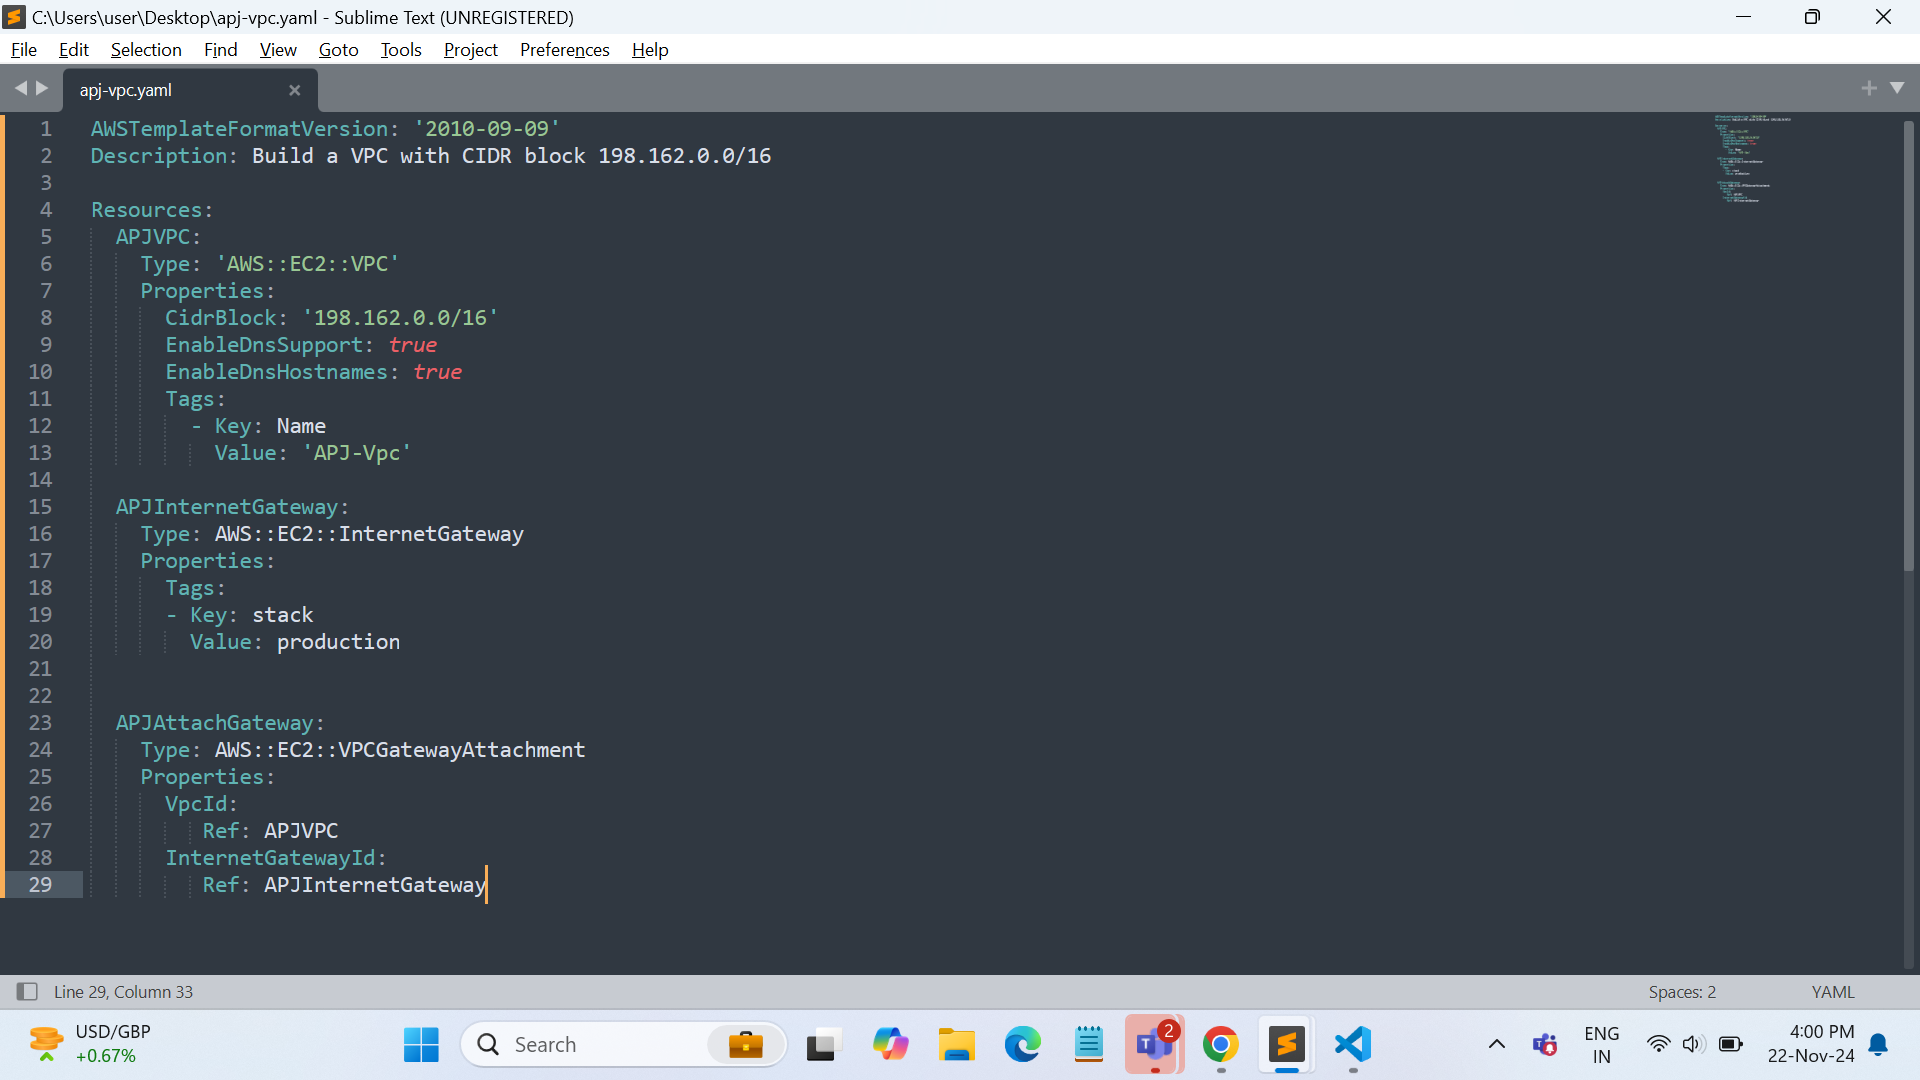 C:\Users\user\Desktop\apj-vpc.yaml - Sublime Text (UNREGISTERED)
File Edit Selection Find View Goto Tools Project Preferences Help
apj-vpc.yaml
1 AWSTemplateFormatVersion: '2010-09-09'
2 Description: Build a VPC with CIDR block 198.162.0.0/16
3
4 Resources:
5   APJVPC:
6     Type: 'AWS::EC2::VPC'
7     Properties:
8       CidrBlock: '198.162.0.0/16'
9       EnableDnsSupport: true
10       EnableDnsHostnames: true
11       Tags:
12         - Key: Name
13           Value: 'APJ-Vpc'
14
15   APJInternetGateway:
16     Type: AWS::EC2::InternetGateway
17     Properties:
18       Tags:
19       - Key: stack
20         Value: production
21
22
23   APJAttachGateway:
24     Type: AWS::EC2::VPCGatewayAttachment
25     Properties:
26       VpcId:
27          Ref: APJVPC
28       InternetGatewayId:
29          Ref: APJInternetGateway
Line 29, Column 33 Spaces: 2 YAML
USD/GBP
+0.67%
Search
2
ENG
IN
4:00 PM
22-Nov-24